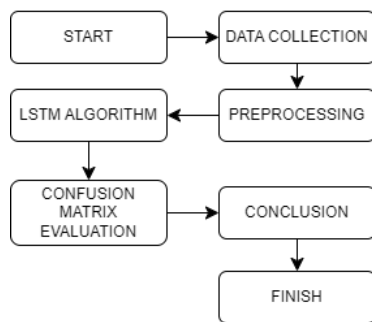 START
DATA COLLECTION
LSTM ALGORITHM
PREPROCESSING
CONFUSION
MATRIX
EVALUATION
CONCLUSION
FINISH